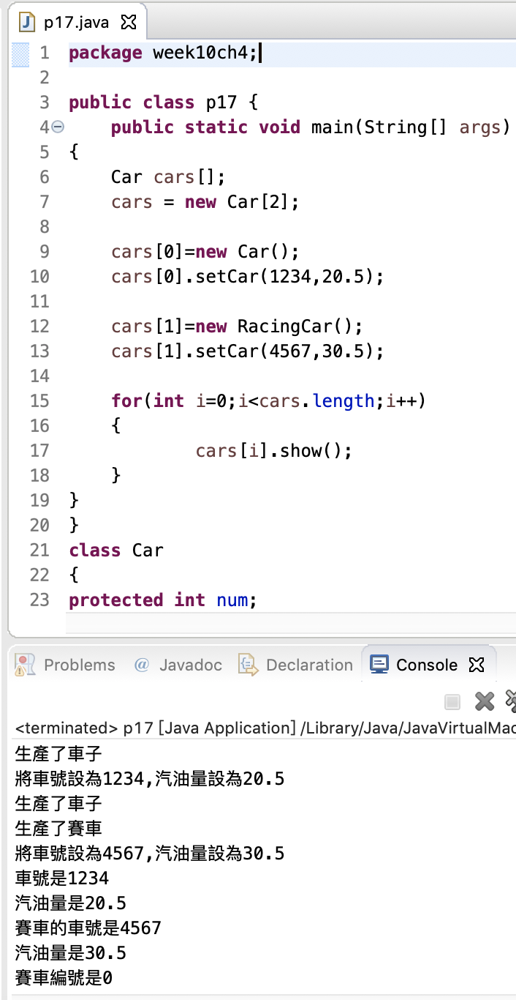 p17.java
1 package week10ch4;
2
3 public class p17 {
4     public static void main(String[] args)
5 {
6     Car cars[];
7     cars = new Car[2];
8
9     cars[0]=new Car();
10     cars[0].setCar(1234,20.5);
11
12     cars[1]=new RacingCar();
13     cars[1].setCar(4567,30.5);
14
15     for(int i=0;i<cars.length;i++)
16     {
17             cars[i].show();
18     }
19 }
20 }
21 class Car
22 {
23 protected int num;
Problems @ Javadoc Declaration Console
<terminated> p17 [Java Application] /Library/Java/JavaVirtualMac
生產了車子
將車號設為1234,汽油量設為20.5
生產了車子
生產了賽車
將車號設為4567,汽油量設為30.5
車號是1234
汽油量是20.5
賽車的車號是4567
汽油量是30.5
賽車編號是0